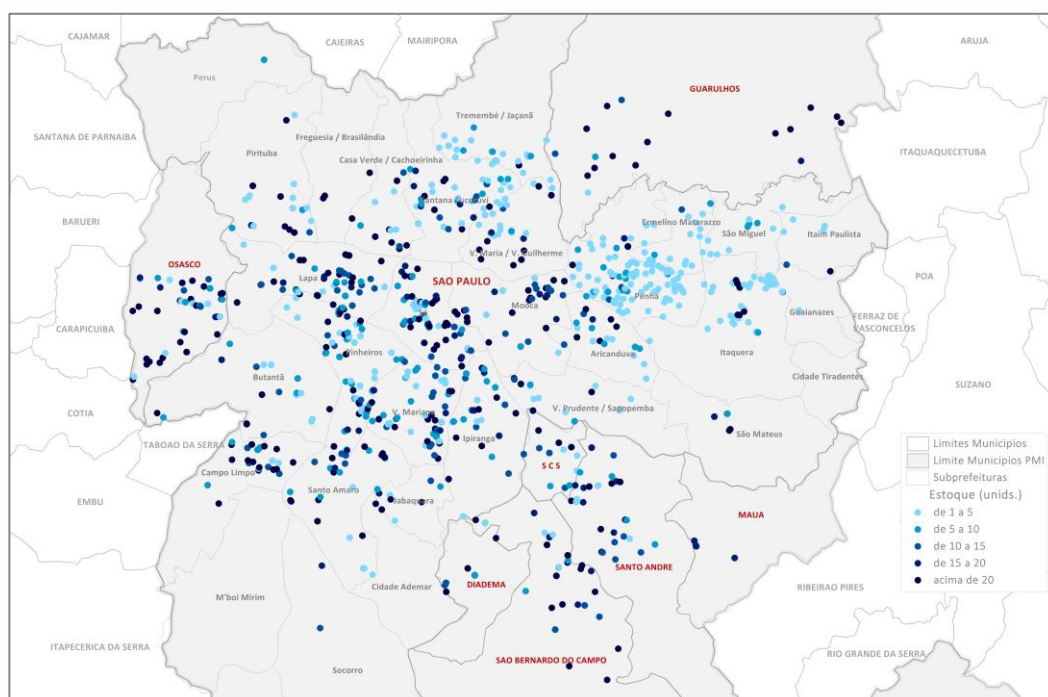 CAJAMAR
CAIEIRAS
MAIRIPORA
ARUJA
Perus
GUARULHOS
Tremembé / Jaçanã
SANTANA DE PARNAIBA
Freguesia / Brasilândia
Pirituba
Casa Verde / Cachoeirinha
ITAQUAQUECETUBA
Santana Tucuruvi
BARUERI
Ermelino Matarazzo
São Miguel
Itaim Paulista
V. Maria / V. Guilherme
OSASCO
Lapa
SAO PAULO
POA
Penha
Mooca
Guaianazes
FERRAZ DE
VASCONCELOS
CARAPICUIBA
Pinheiros
Aricanduva
Itaquera
Butantã
Cidade Tiradentes
SUZANO
COTIA
V. Mariana
V. Prudente / Sapopemba
TABOAO DA SERRA
Ipiranga
São Mateus
Campo Limpo
S C S
EMBU
Santo Amaro
Jabaquara
MAUA
SANTO ANDRE
DIADEMA
Cidade Ademar
M'boi Mirim
RIBEIRAO PIRES
ITAPECERICA DA SERRA
Socorro
SAO BERNARDO DO CAMPO
RIO GRANDE DA SERRA
Limites Municípios
Limite Municipios PMI
Subprefeituras
Estoque (unids.)
de 1 a 5
de 5 a 10
de 10 a 15
de 15 a 20
acima de 20